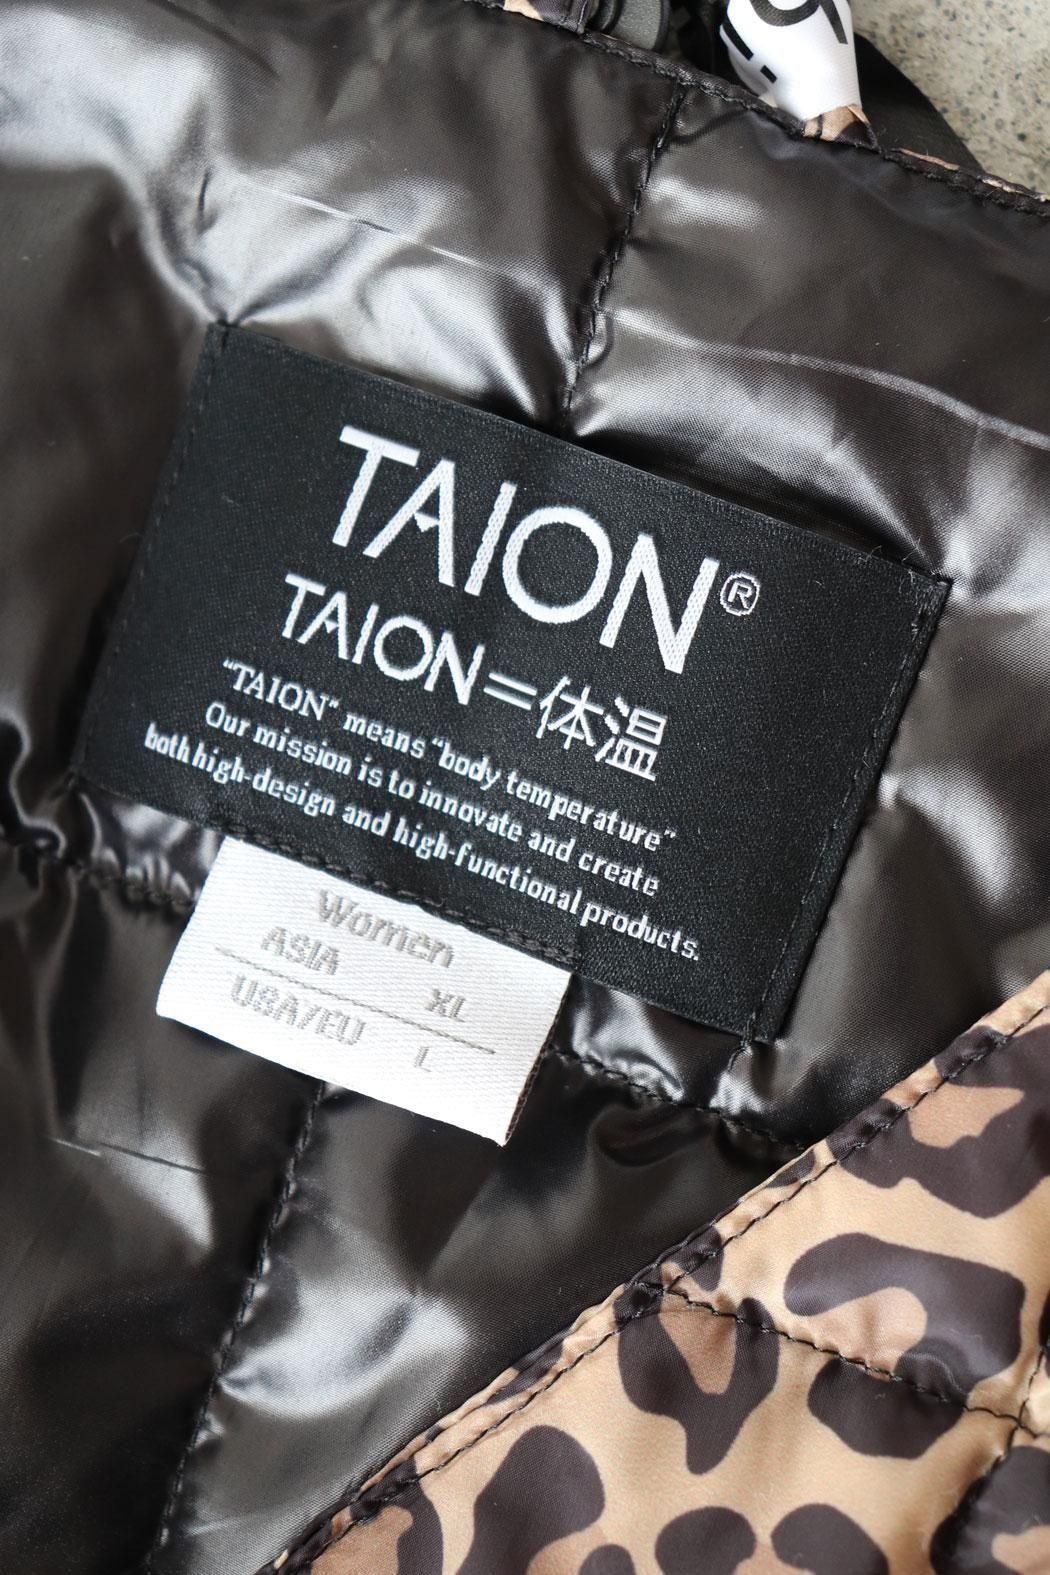 TAION®
TAION=体温
"TAION" means "body temperature"
Our mission is to innovate and create
both high-design and high-functional products.
Women
ASIA XL
USA/EU L